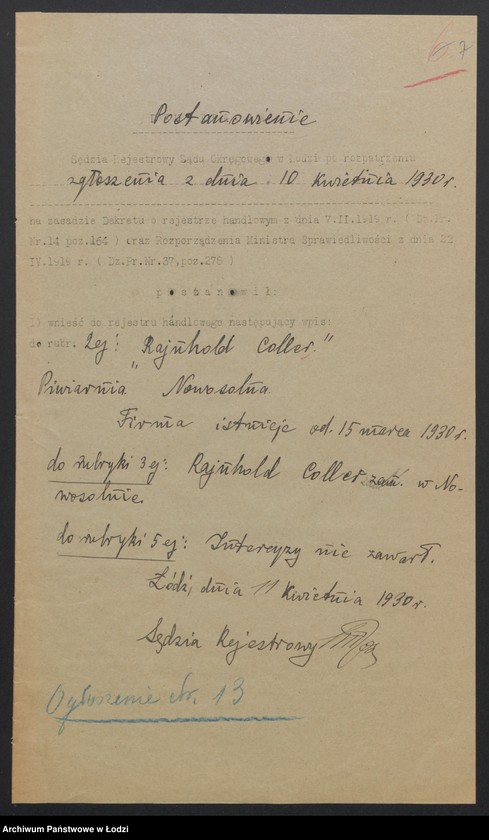 7
Postanowienie
Sędzia Rejestrowy Sądu Okręgowego w Łodzi po rozpatrzeniu
zgłoszenia z dnia 10 kwietnia 1930 r.
na zasadzie Dekretu o rejestrze handlowym z dnia 7.II.1919 r. ( Dz.Pr.
Nr.14 poz.164 ) oraz Rozporządzenia Ministra Sprawiedliwości z dnia 22
IV.1919 r. ( Dz.Pr.Nr.37,poz.278 )
p o s t a n o w i ł:
1) wnieść do rejestru handlowego następujący wpis:
do rubr. 2ej: "Rajnhold Coller."
Piwiarnia Nowosolna.
Firma istnieje od 15 marca 1930 r.
do rubryki 3ej: Rajnhold Coller zam. w No-
wosolnie.
do rubryki 5ej: Intercyzy nie zawarł.
Łódź, dnia 11 kwietnia 1930 r.
Sędzia Rejestrowy
Ogłoszenie Nr. 13
Archiwum Państwowe w Łodzi